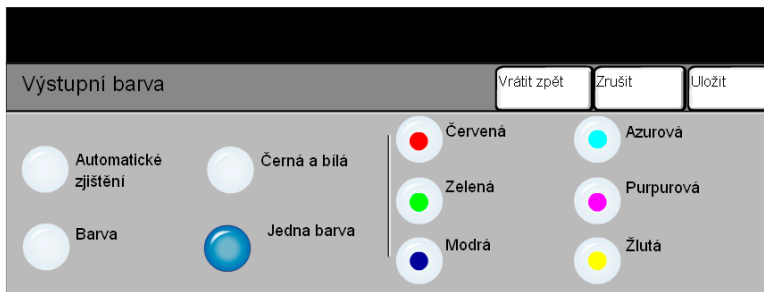 Výstupní barva
Vrátit zpět
Zrušit
Uložit
Automatické
zjištění
Černá a bílá
Barva
Jedna barva
Červená
Azurová
Zelená
Purpurová
Modrá
Žlutá